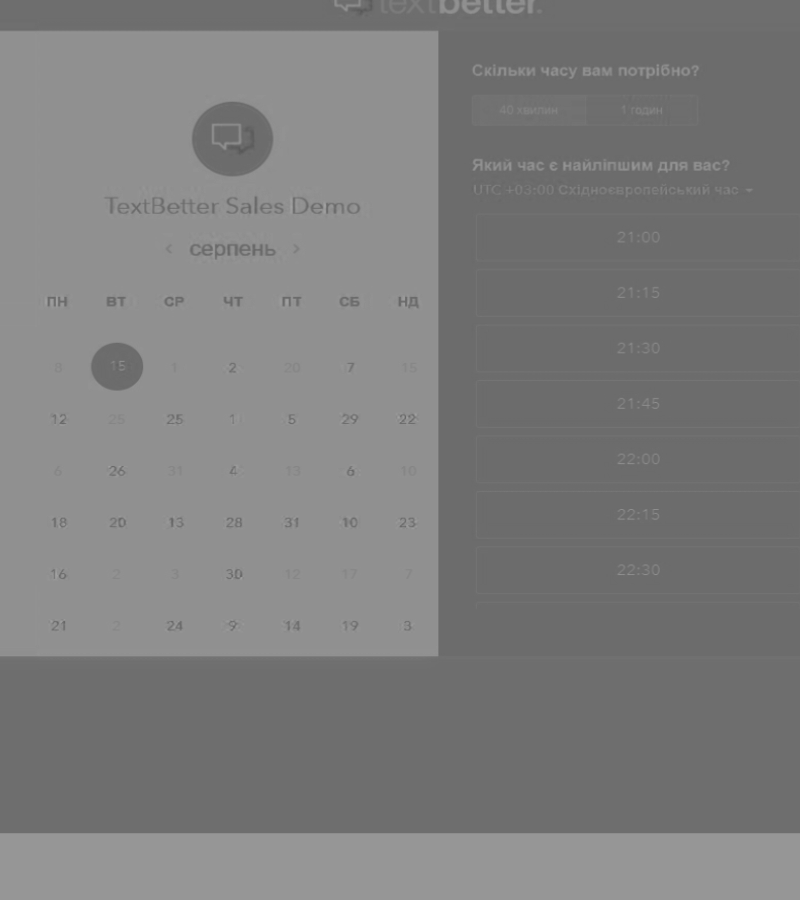 textbetter.
TextBetter Sales Demo
‹ серпень ›
ПН ВТ СР ЧТ ПТ СБ НД
8 15 1 2 20 7 15
12 25 25 1 5 29 22
6 26 31 4 13 6 10
18 20 13 28 31 10 23
16 2 3 30 12 17 7
21 2 24 9 14 19 3
Скільки часу вам потрібно?
40 хвилин 1 годин
Який час є найліпшим для вас?
UTC +03:00 Східноєвропейський час
21:00
21:15
21:30
21:45
22:00
22:15
22:30